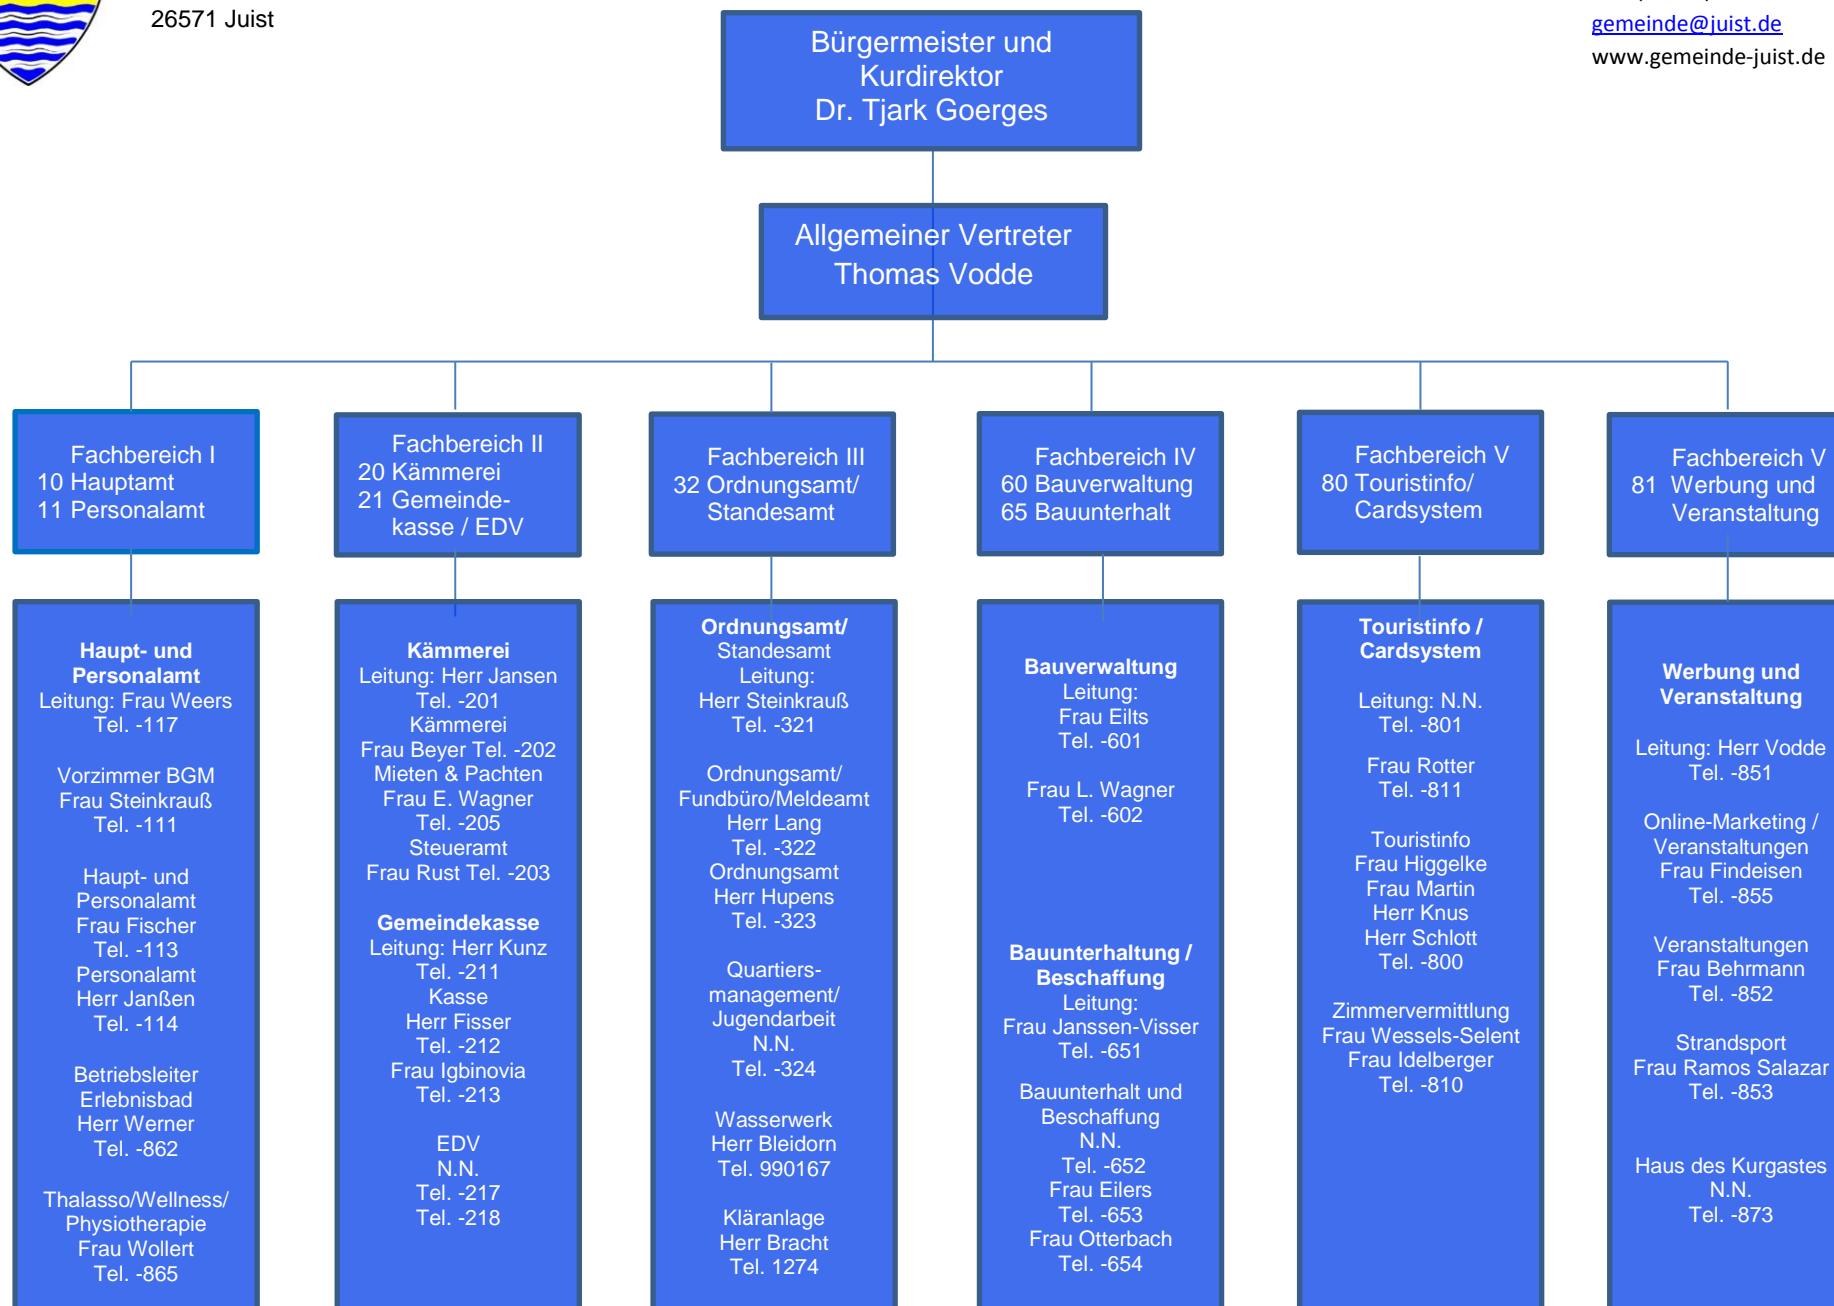 26571 Juist
gemeinde@juist.de
www.gemeinde-juist.de
Bürgermeister und
Kurdirektor
Dr. Tjark Goerges
Allgemeiner Vertreter
Thomas Vodde
Fachbereich I
10 Hauptamt
11 Personalamt
Fachbereich II
20 Kämmerei
21 Gemeinde-
kasse / EDV
Fachbereich III
32 Ordnungsamt/
Standesamt
Fachbereich IV
60 Bauverwaltung
65 Bauunterhalt
Fachbereich V
80 Touristinfo/
Cardsystem
Fachbereich V
81 Werbung und
Veranstaltung
Haupt- und
Personalamt
Leitung: Frau Weers
Tel. -117
Vorzimmer BGM
Frau Steinkrauß
Tel. -111
Haupt- und
Personalamt
Frau Fischer
Tel. -113
Personalamt
Herr Janßen
Tel. -114
Betriebsleiter
Erlebnisbad
Herr Werner
Tel. -862
Thalasso/Wellness/
Physiotherapie
Frau Wollert
Tel. -865
Kämmerei
Leitung: Herr Jansen
Tel. -201
Kämmerei
Frau Beyer Tel. -202
Mieten & Pachten
Frau E. Wagner
Tel. -205
Steueramt
Frau Rust Tel. -203
Gemeindekasse
Leitung: Herr Kunz
Tel. -211
Kasse
Herr Fisser
Tel. -212
Frau Igbinovia
Tel. -213
EDV
N.N.
Tel. -217
Tel. -218
Ordnungsamt/
Standesamt
Leitung:
Herr Steinkrauß
Tel. -321
Ordnungsamt/
Fundbüro/Meldeamt
Herr Lang
Tel. -322
Ordnungsamt
Herr Hupens
Tel. -323
Quartiers-
management/
Jugendarbeit
N.N.
Tel. -324
Wasserwerk
Herr Bleidorn
Tel. 990167
Kläranlage
Herr Bracht
Tel. 1274
Bauverwaltung
Leitung:
Frau Eilts
Tel. -601
Frau L. Wagner
Tel. -602
Bauunterhaltung /
Beschaffung
Leitung:
Frau Janssen-Visser
Tel. -651
Bauunterhalt und
Beschaffung
N.N.
Tel. -652
Frau Eilers
Tel. -653
Frau Otterbach
Tel. -654
Touristinfo /
Cardsystem
Leitung: N.N.
Tel. -801
Frau Rotter
Tel. -811
Touristinfo
Frau Higgelke
Frau Martin
Herr Knus
Herr Schlott
Tel. -800
Zimmervermittlung
Frau Wessels-Selent
Frau Idelberger
Tel. -810
Werbung und
Veranstaltung
Leitung: Herr Vodde
Tel. -851
Online-Marketing /
Veranstaltungen
Frau Findeisen
Tel. -855
Veranstaltungen
Frau Behrmann
Tel. -852
Strandsport
Frau Ramos Salazar
Tel. -853
Haus des Kurgastes
N.N.
Tel. -873